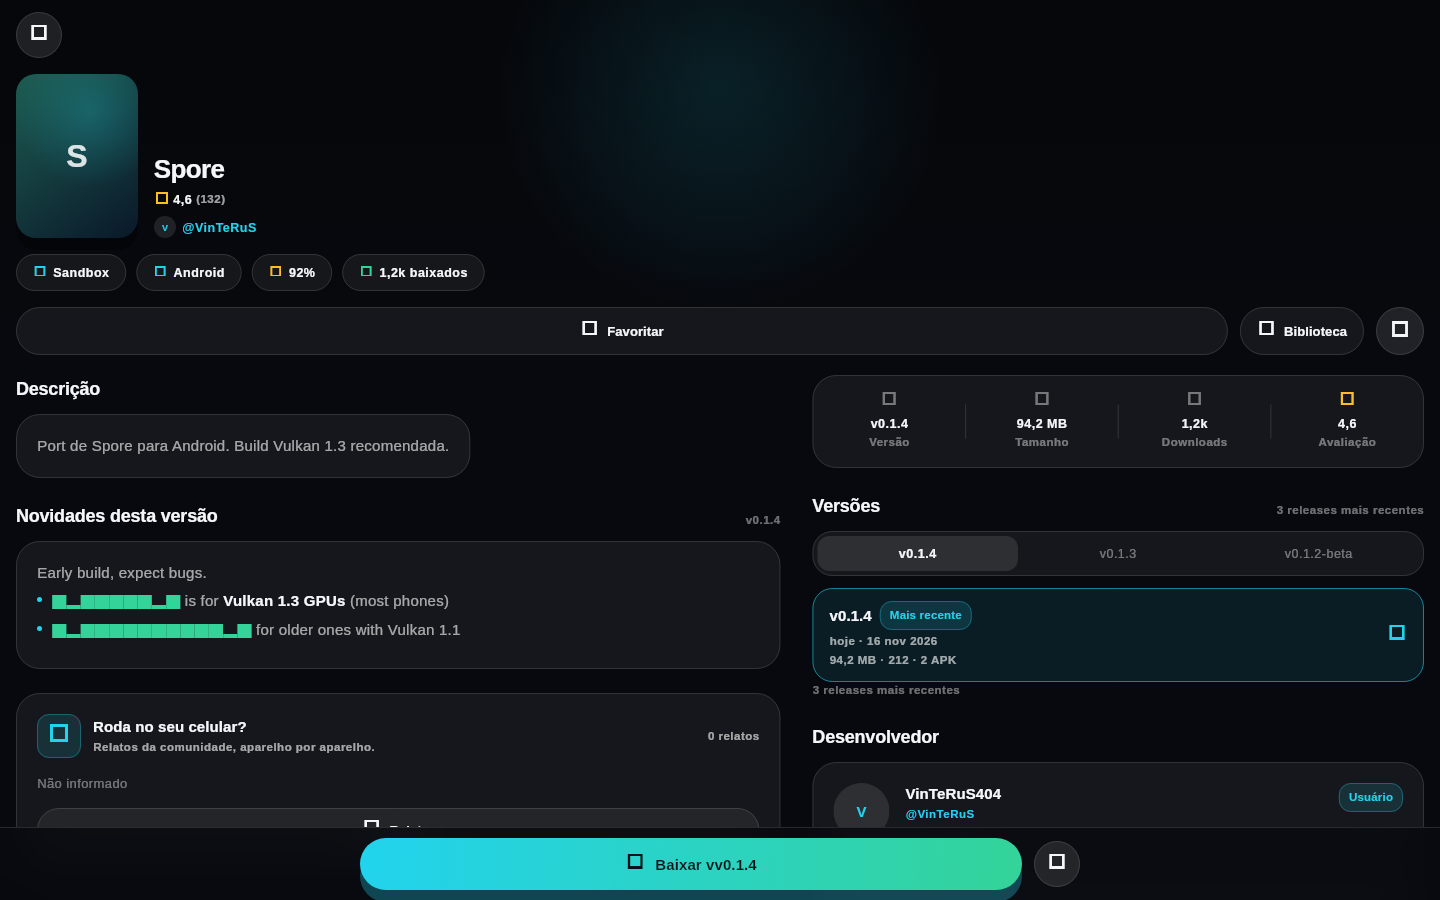 S
Spore
4,6 (132)
V @VinTeRuS
Sandbox
Android
92%
1,2k baixados
Favoritar
Biblioteca
Descrição
Port de Spore para Android. Build Vulkan 1.3 recomendada.
Novidades desta versão
v0.1.4
Early build, expect bugs.
is for Vulkan 1.3 GPUs (most phones)
for older ones with Vulkan 1.1
Roda no seu celular?
Relatos da comunidade, aparelho por aparelho.
0 relatos
Não informado
v0.1.4
Versão
94,2 MB
Tamanho
1,2k
Downloads
4,6
Avaliação
Versões
3 releases mais recentes
v0.1.4
v0.1.3
v0.1.2-beta
v0.1.4 Mais recente
hoje · 16 nov 2026
94,2 MB · 212 · 2 APK
3 releases mais recentes
Desenvolvedor
V
VinTeRuS404
@VinTeRuS
Usuário
Baixar vv0.1.4